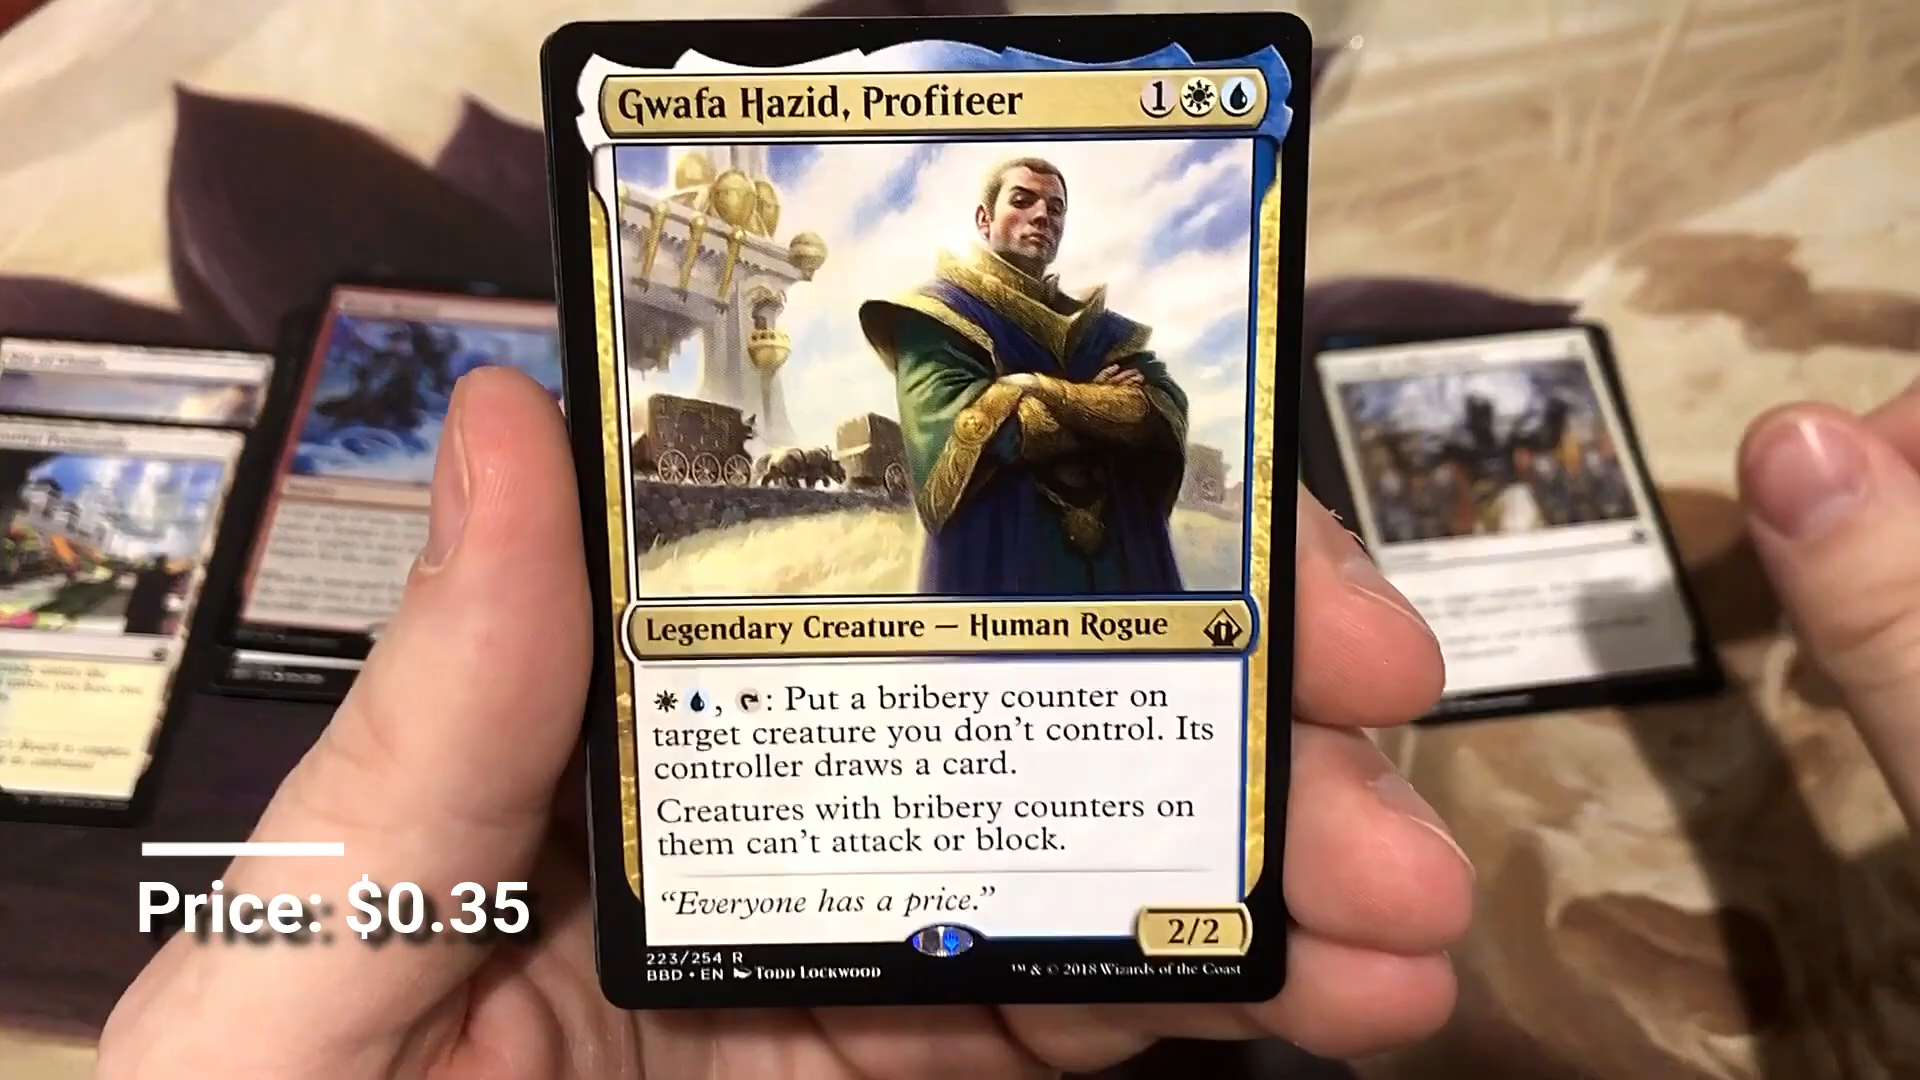 Gwafa Hazid, Profiteer
1
Legendary Creature — Human Rogue
, : Put a bribery counter on
target creature you don't control. Its
controller draws a card.
Creatures with bribery counters on
them can't attack or block.
“Everyone has a price.”
2/2
223/254 R
BBD • EN Todd Lockwood
™ & © 2018 Wizards of the Coast
Price: $0.35